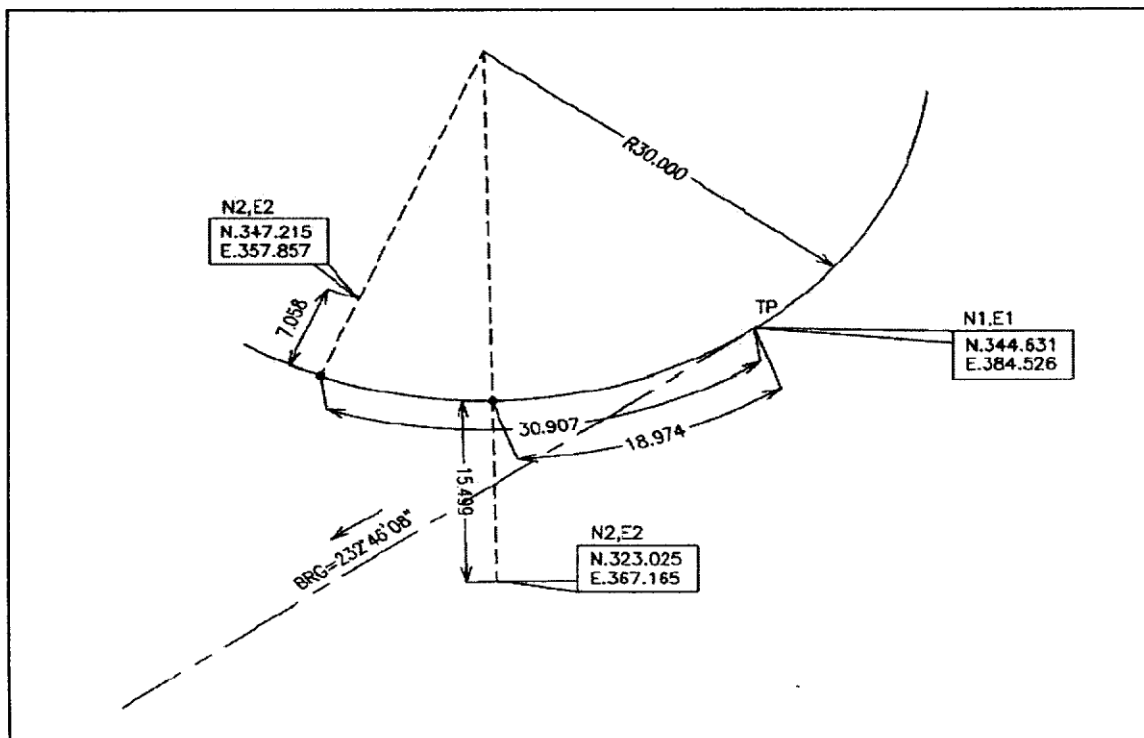 R30.000
N2,E2
N.347.215
E.357.857
7.058
TP
N1,E1
N.344.631
E.384.526
30.907
18.974
15.499
BRG=232°46'08"
N2,E2
N.323.025
E.367.165